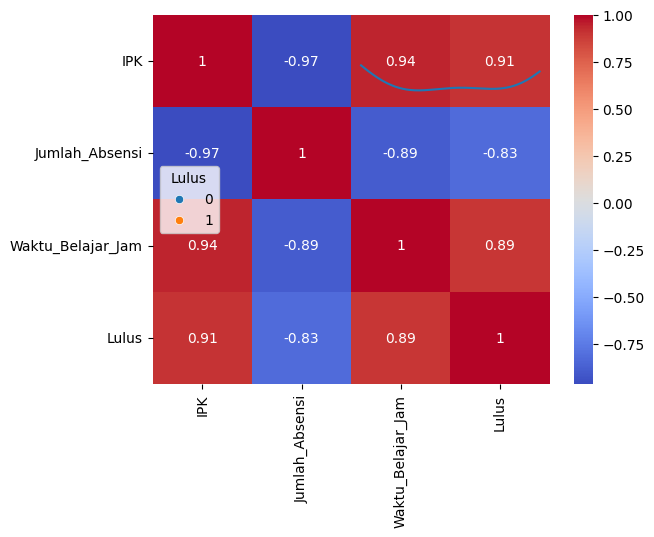 IPK 1 -0.97 0.94 0.91
Jumlah_Absensi -0.97 1 -0.89 -0.83
Waktu_Belajar_Jam 0.94 -0.89 1 0.89
Lulus 0.91 -0.83 0.89 1
Lulus
0
1
IPK
Jumlah_Absensi
Waktu_Belajar_Jam
Lulus
1.00
0.75
0.50
0.25
0.00
−0.25
−0.50
−0.75